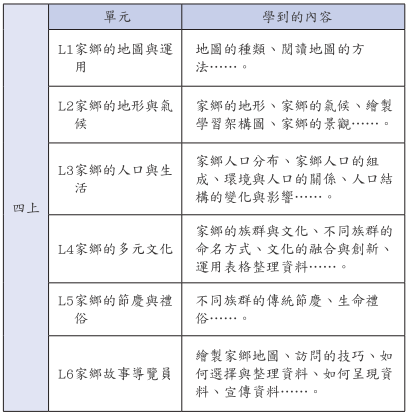 單元
學到的內容
四上
L1家鄉的地圖與運
用
地圖的種類、閱讀地圖的方
法……。
L2家鄉的地形與氣
候
家鄉的地形、家鄉的氣候、繪製
學習架構圖、家鄉的景觀……。
L3家鄉的人口與生
活
家鄉人口分布、家鄉人口的組
成、環境與人口的關係、人口結
構的變化與影響……。
L4家鄉的多元文化
家鄉的族群與文化、不同族群的
命名方式、文化的融合與創新、
運用表格整理資料……。
L5家鄉的節慶與禮
俗
不同族群的傳統節慶、生命禮
俗……。
L6家鄉故事導覽員
繪製家鄉地圖、訪問的技巧、如
何選擇與整理資料、如何呈現資
料、宣傳資料……。